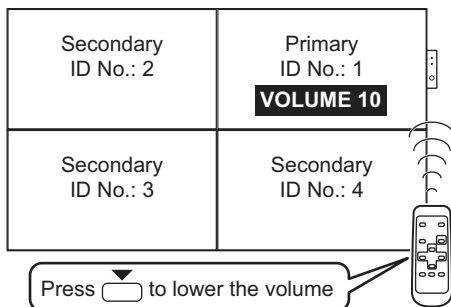 Secondary
ID No.: 2
Primary
ID No.: 1
VOLUME 10
Secondary
ID No.: 3
Secondary
ID No.: 4
Press to lower the volume